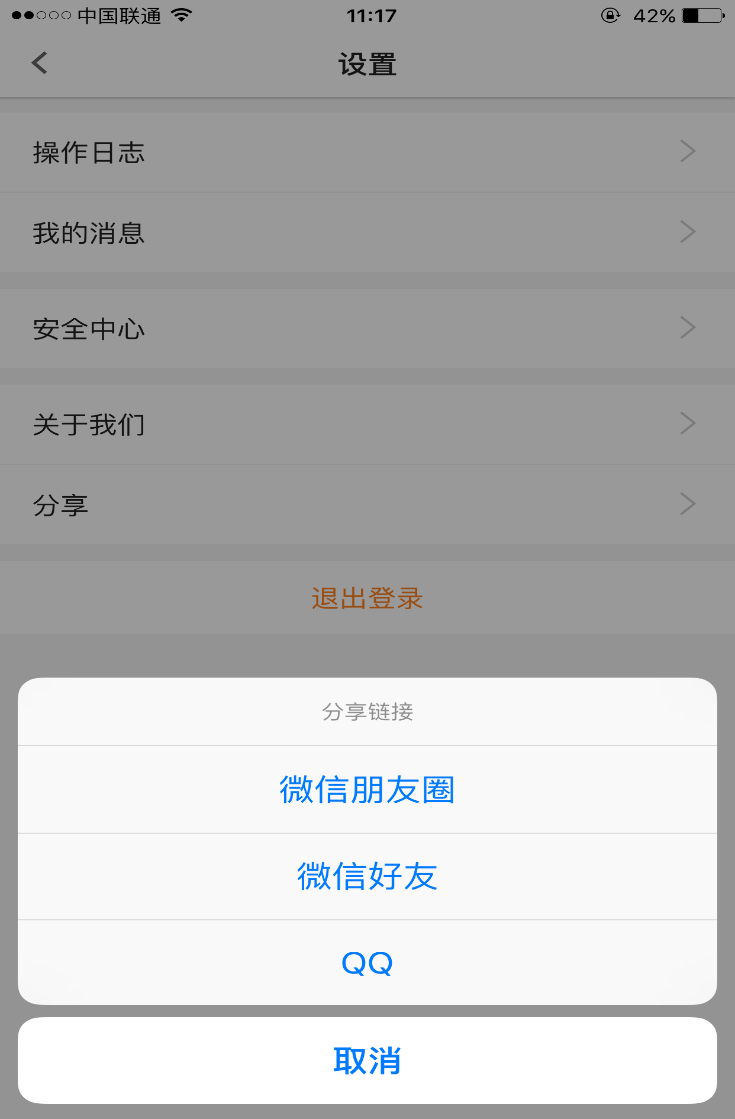 中国联通 11:17 42%
设置
操作日志
我的消息
安全中心
关于我们
分享
退出登录
分享链接
微信朋友圈
微信好友
QQ
取消